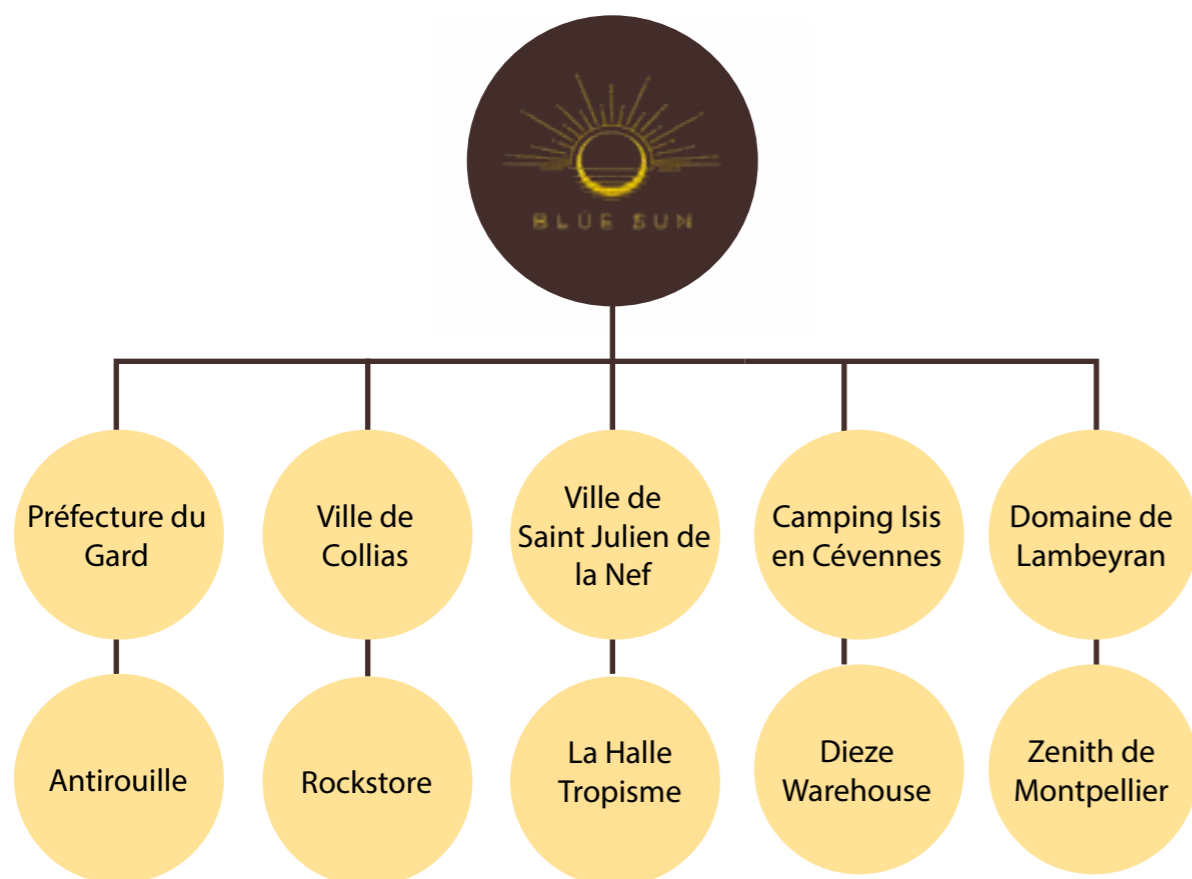 BLUE SUN
Préfecture du
Gard
Ville de
Collias
Ville de
Saint Julien de
la Nef
Camping Isis
en Cévennes
Domaine de
Lambeyran
Antirouille
Rockstore
La Halle
Tropisme
Dieze
Warehouse
Zenith de
Montpellier